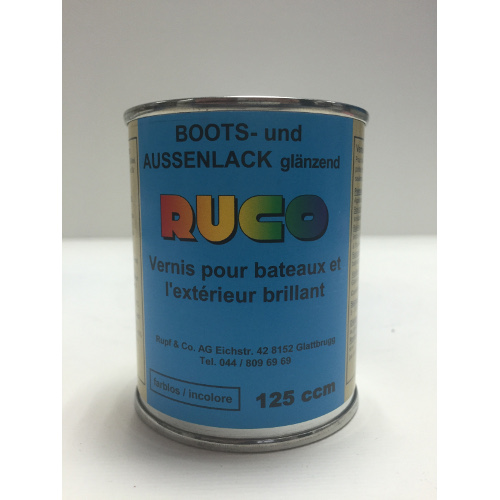 BOOTS- und
AUSSENLACK glänzend
RUCO
Vernis pour bateaux et
l'extérieur brillant
Rupf & Co. AG Eichstr. 42 8152 Glattbrugg
Tel. 044 / 809 69 69
farblos / incolore
125 ccm